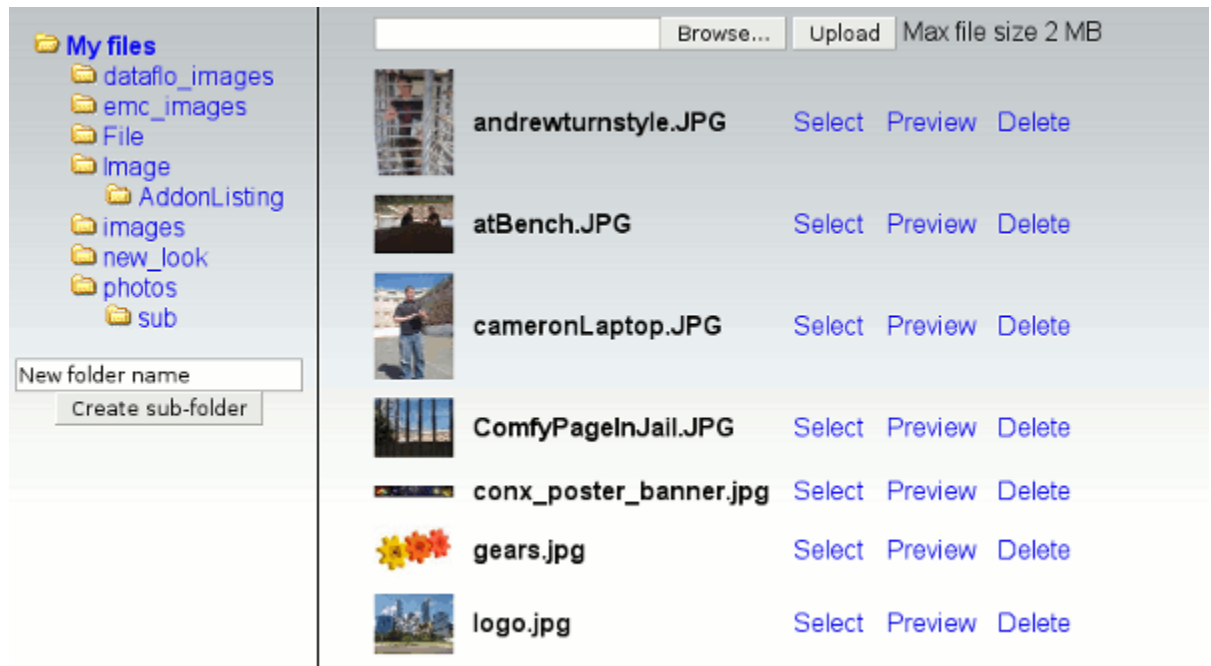 My files
dataflo_images
emc_images
File
Image
AddonListing
images
new_look
photos
sub
New folder name
Create sub-folder
Browse... Upload Max file size 2 MB
andrewturnstyle.JPG Select Preview Delete
atBench.JPG Select Preview Delete
cameronLaptop.JPG Select Preview Delete
ComfyPageInJail.JPG Select Preview Delete
conx_poster_banner.jpg Select Preview Delete
gears.jpg Select Preview Delete
logo.jpg Select Preview Delete